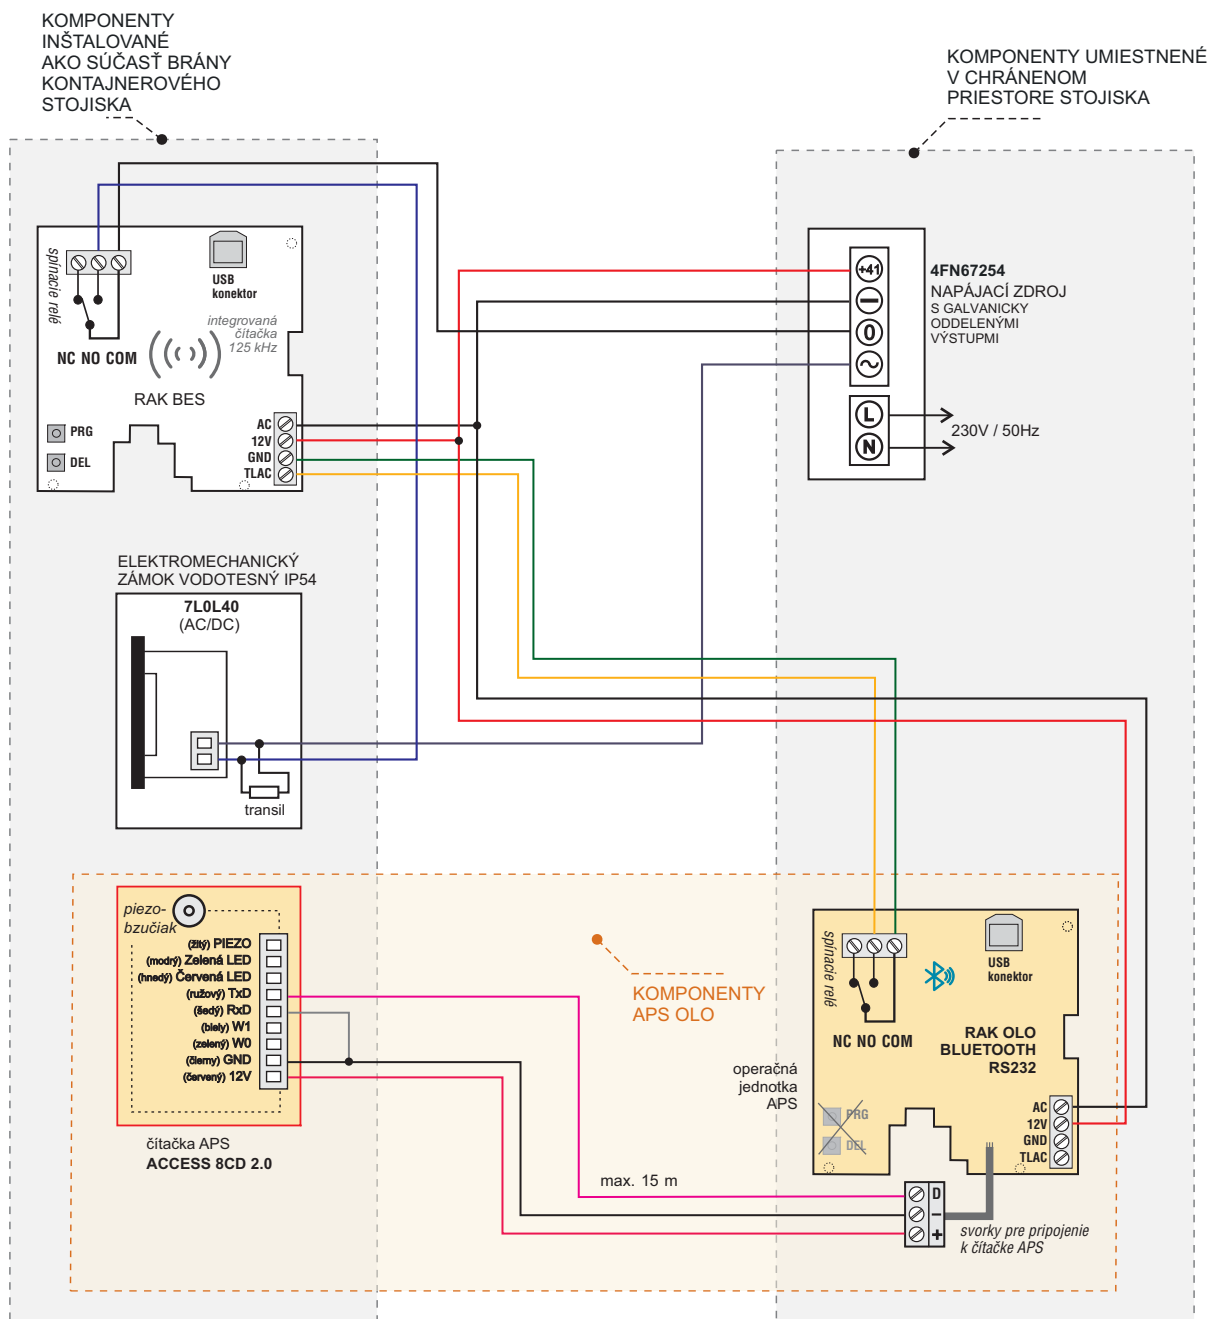 KOMPONENTY
INŠTALOVANÉ
AKO SÚČASŤ BRÁNY
KONTAJNEROVÉHO
STOJISKA
KOMPONENTY UMIESTNENÉ
V CHRÁNENOM
PRIESTORE STOJISKA
spínacie relé
USB
konektor
integrovaná
čítačka
125 kHz
NC NO COM
RAK BES
PRG
DEL
AC
12V
GND
TLAC
+41
0
L
N
4FN67254
NAPÁJACÍ ZDROJ
S GALVANICKY
ODDELENÝMI
VÝSTUPMI
230V / 50Hz
ELEKTROMECHANICKÝ
ZÁMOK VODOTESNÝ IP54
7L0L40
(AC/DC)
transil
piezo-
bzučiak
(žltý) PIEZO
(modrý) Zelená LED
(hnedý) Červená LED
(ružový) TxD
(šedý) RxD
(biely) W1
(zelený) W0
(čierny) GND
(červený) 12V
čítačka APS
ACCESS 8CD 2.0
KOMPONENTY
APS OLO
max. 15 m
operačná
jednotka
APS
spínacie relé
USB
konektor
NC NO COM
RAK OLO
BLUETOOTH
RS232
PRG
DEL
AC
12V
GND
TLAC
D
–
+
svorky pre pripojenie
k čítačke APS